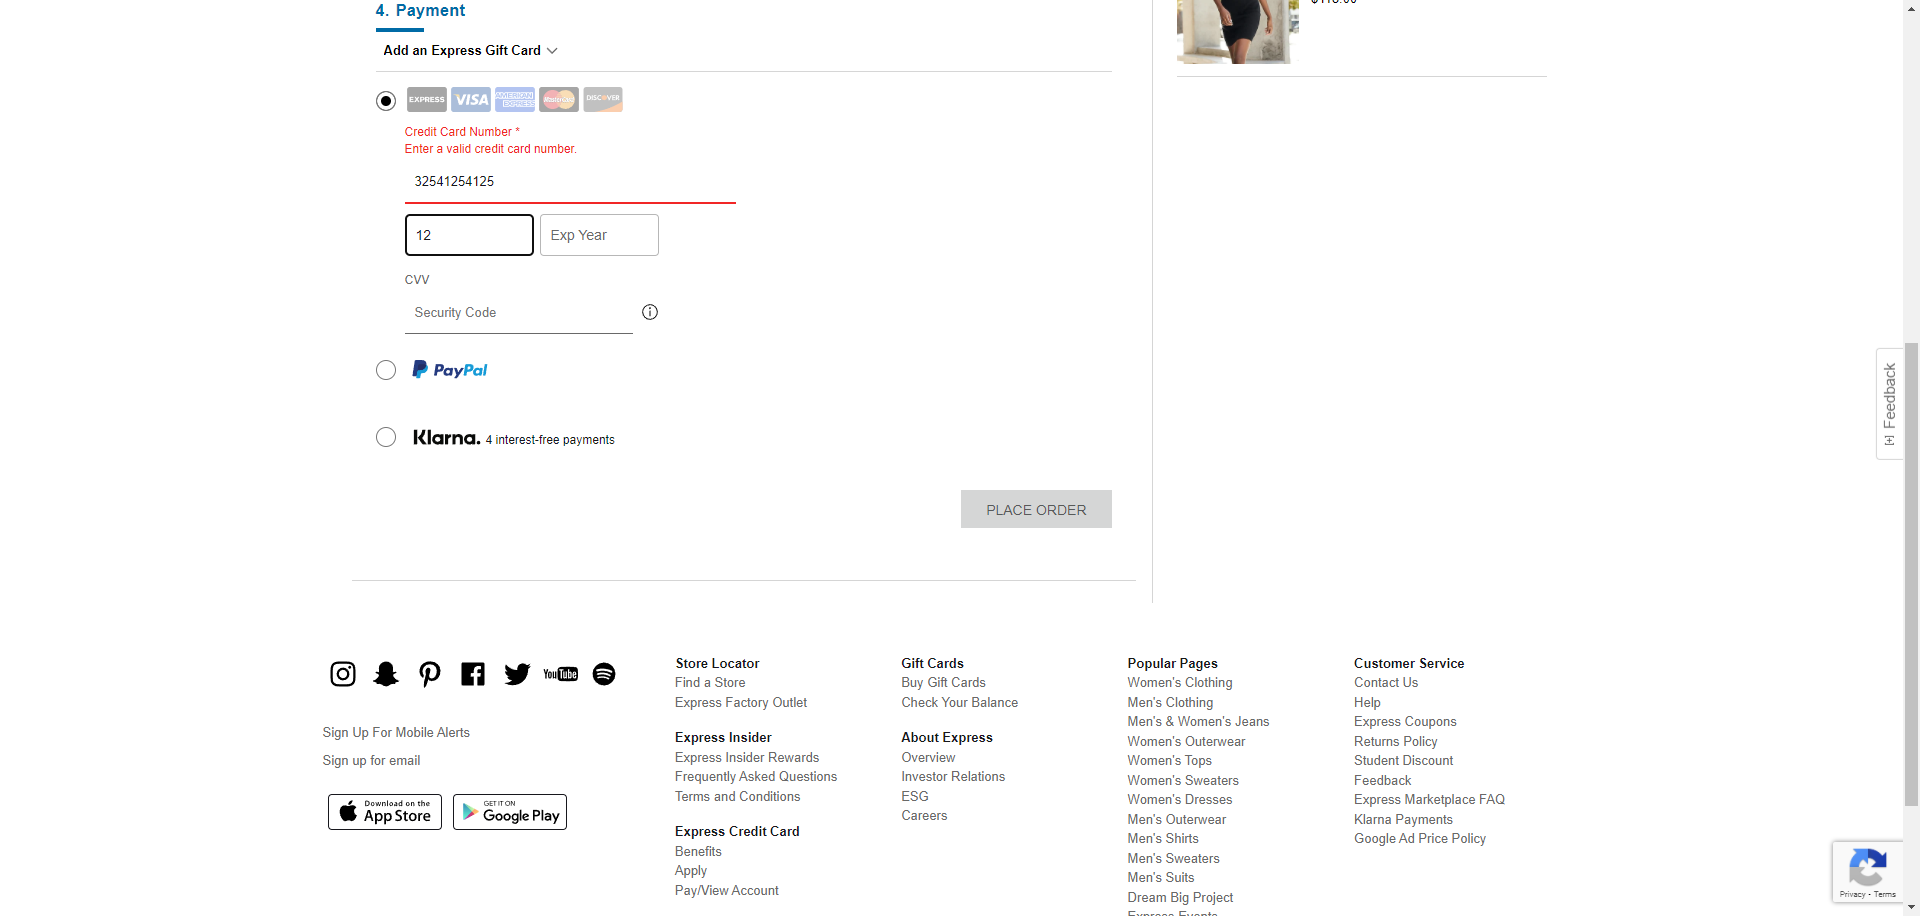 4. Payment
Add an Express Gift Card
EXPRESS VISA AMERICAN EXPRESS MasterCard DISCOVER
Credit Card Number *
Enter a valid credit card number.
32541254125
12 Exp Year
CVV
Security Code
PayPal
Klarna. 4 interest-free payments
PLACE ORDER
[+] Feedback
YouTube
Sign Up For Mobile Alerts
Sign up for email
Download on the
App Store
GET IT ON
Google Play
Store Locator
Find a Store
Express Factory Outlet
Express Insider
Express Insider Rewards
Frequently Asked Questions
Terms and Conditions
Express Credit Card
Benefits
Apply
Pay/View Account
Gift Cards
Buy Gift Cards
Check Your Balance
About Express
Overview
Investor Relations
ESG
Careers
Popular Pages
Women's Clothing
Men's Clothing
Men's & Women's Jeans
Women's Outerwear
Women's Tops
Women's Sweaters
Women's Dresses
Men's Outerwear
Men's Shirts
Men's Sweaters
Men's Suits
Dream Big Project
Express Events
Customer Service
Contact Us
Help
Express Coupons
Returns Policy
Student Discount
Feedback
Express Marketplace FAQ
Klarna Payments
Google Ad Price Policy
Privacy - Terms